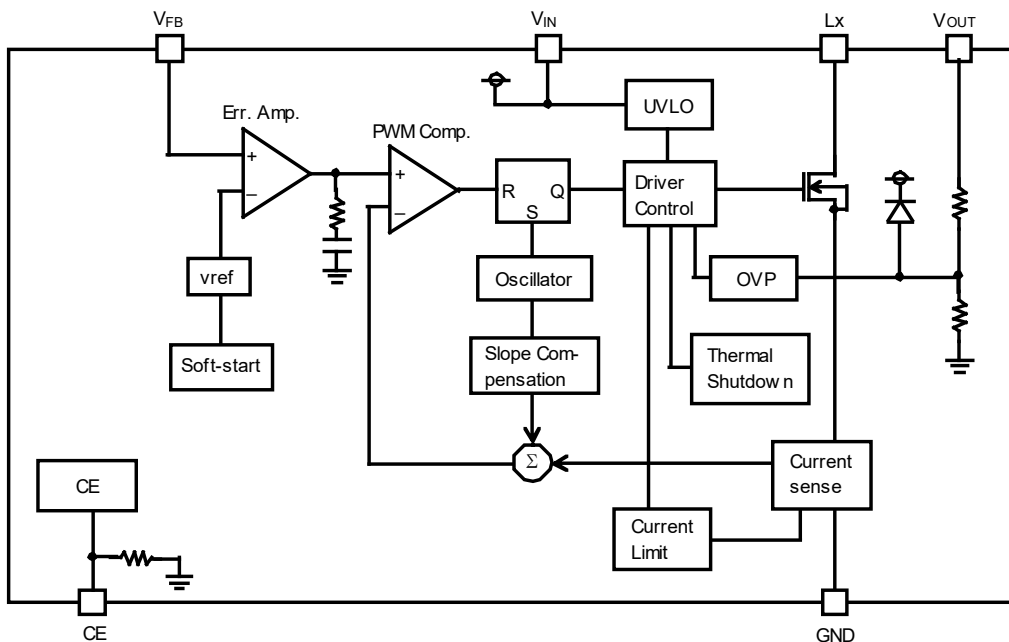 VFB
VIN
Lx
VOUT
Err. Amp.
PWM Comp.
UVLO
+
−
+
−
R
Q
S
Driver
Control
vref
Oscillator
OVP
Soft-start
Slope Com-
pensation
Thermal
Shutdown
Σ
CE
Current
sense
Current
Limit
CE
GND